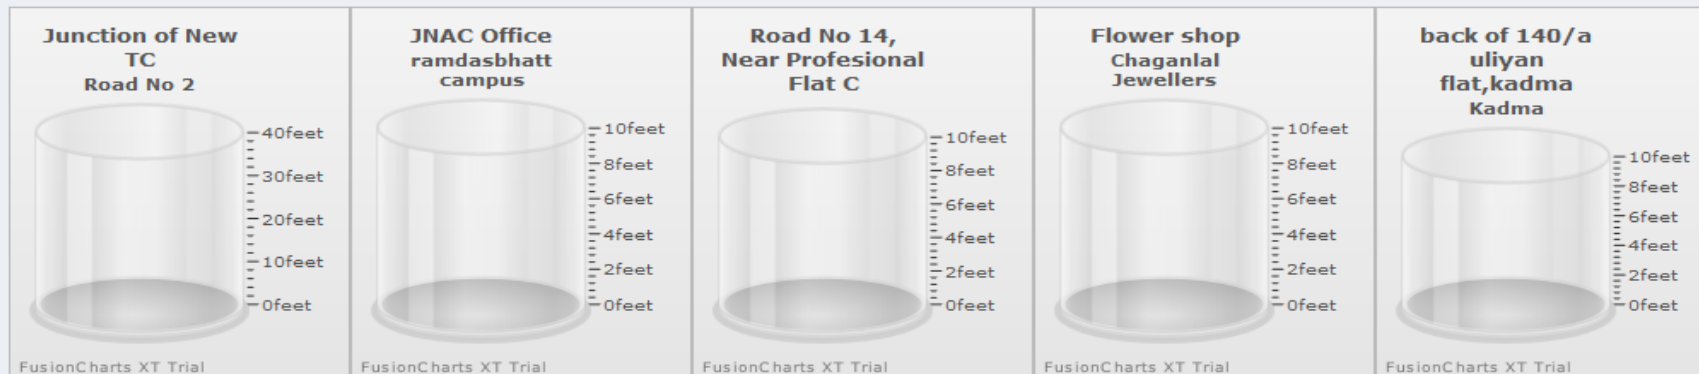 Junction of New
TC
Road No 2
40feet
30feet
20feet
10feet
0feet
FusionCharts XT Trial
JNAC Office
ramdasbhatt
campus
10feet
8feet
6feet
4feet
2feet
0feet
FusionCharts XT Trial
Road No 14,
Near Profesional
Flat C
10feet
8feet
6feet
4feet
2feet
0feet
FusionCharts XT Trial
Flower shop
Chaganlal
Jewellers
10feet
8feet
6feet
4feet
2feet
0feet
FusionCharts XT Trial
back of 140/a
uliyan
flat,kadma
Kadma
10feet
8feet
6feet
4feet
2feet
0feet
FusionCharts XT Trial